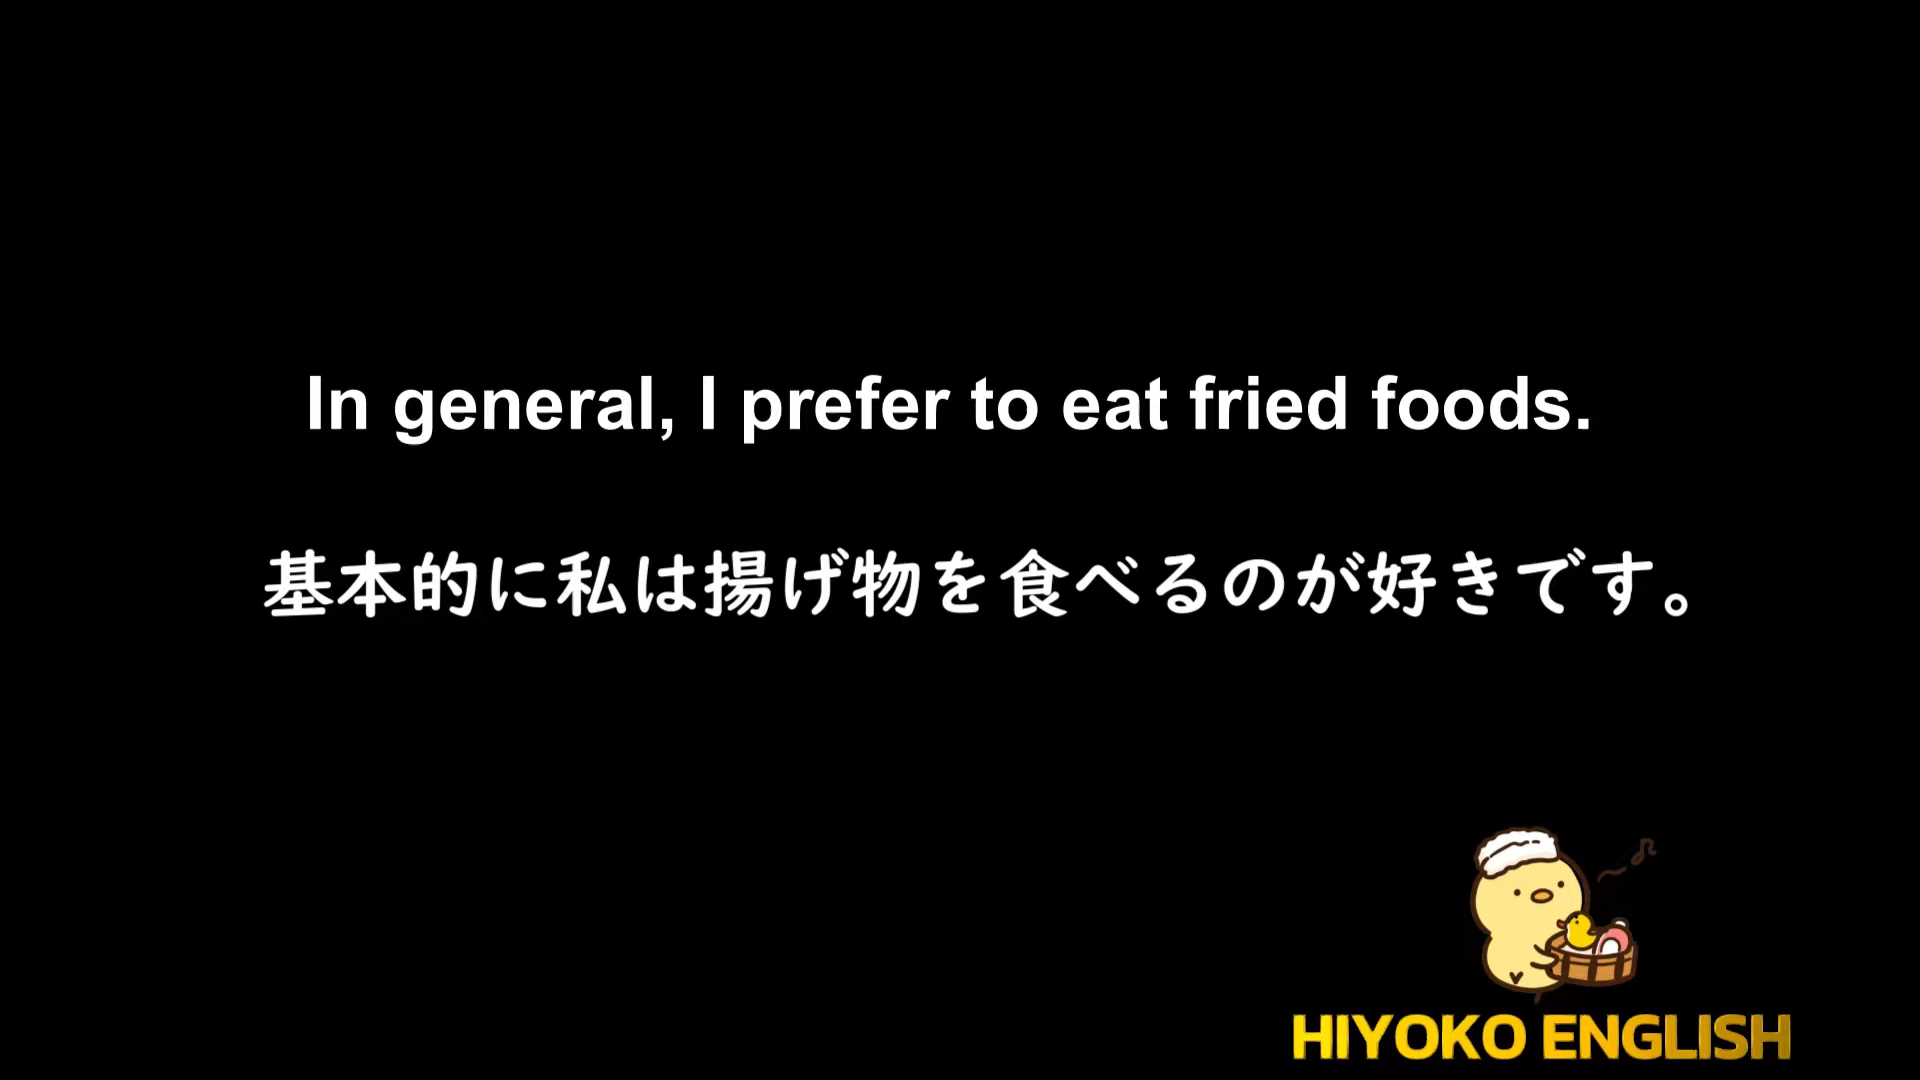 In general, I prefer to eat fried foods.
基本的に私は揚げ物を食べるのが好きです。
HIYOKO ENGLISH